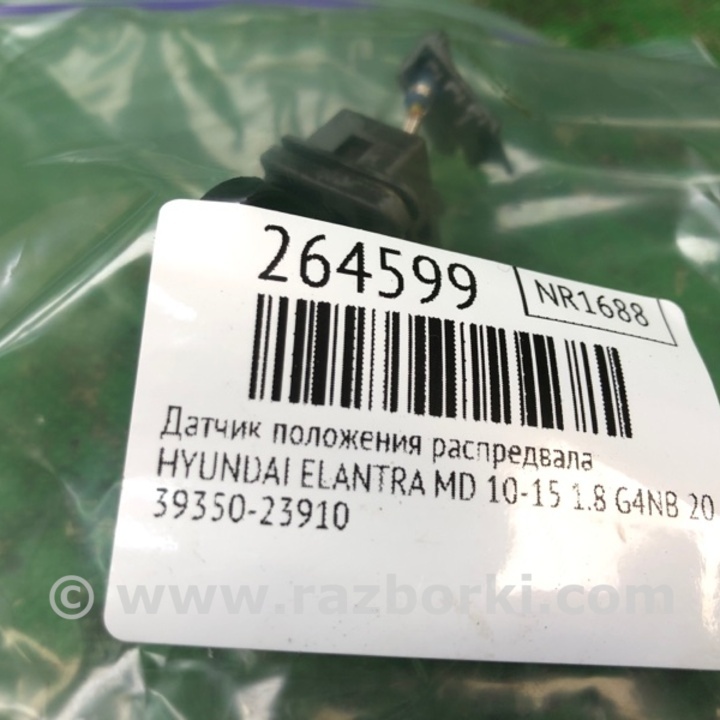 264599
NR1688
Датчик положения распредвала
HYUNDAI ELANTRA MD 10-15 1.8 G4NB 20
39350-23910
© www.razborki.com